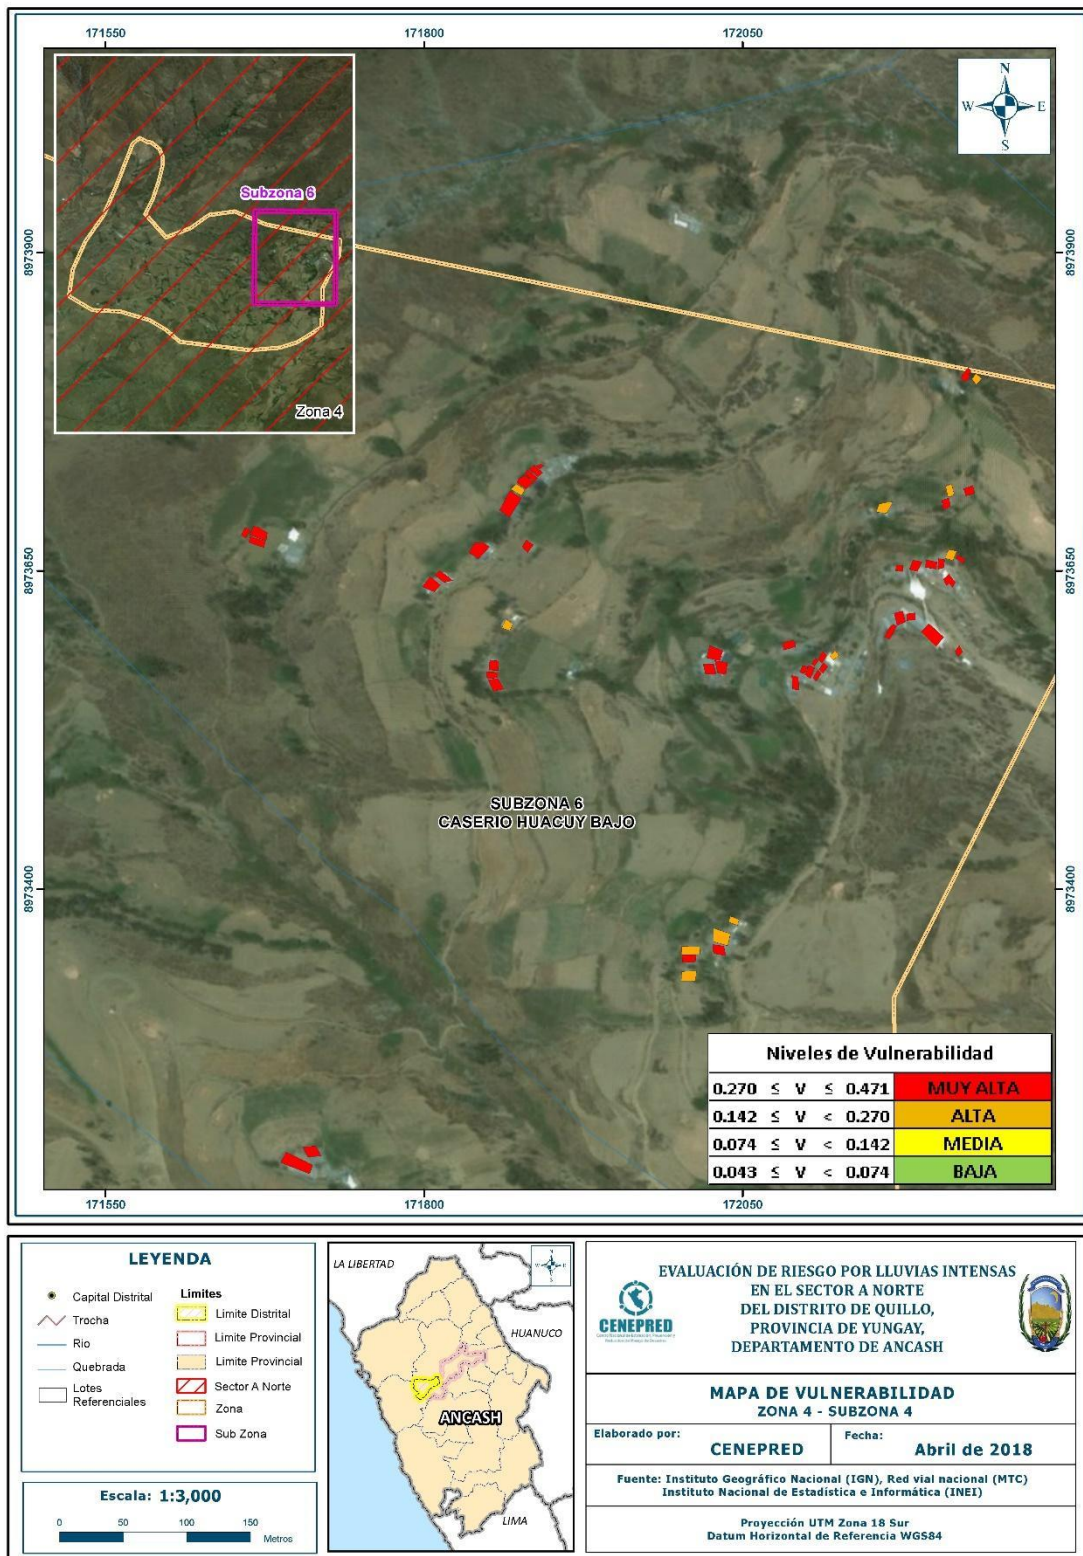 171550
171800
172050
N
W
E
S
Subzona 6
Zona 4
8973900
8973900
8973650
8973650
SUBZONA 6
CASERIO HUACUY BAJO
8973400
8973400
Niveles de Vulnerabilidad
0.270 ≤ V ≤ 0.471 MUY ALTA
0.142 ≤ V < 0.270 ALTA
0.074 ≤ V < 0.142 MEDIA
0.043 ≤ V < 0.074 BAJA
171550
171800
172050
LEYENDA
Capital Distrital
Trocha
Rio
Quebrada
Lotes
Referenciales
Limites
Limite Distrital
Limite Provincial
Limite Provincial
Sector A Norte
Zona
Sub Zona
Escala: 1:3,000
0 50 100 150
Metros
LA LIBERTAD
HUANUCO
ANCASH
LIMA
CENEPRED
EVALUACIÓN DE RIESGO POR LLUVIAS INTENSAS
EN EL SECTOR A NORTE
DEL DISTRITO DE QUILLO,
PROVINCIA DE YUNGAY,
DEPARTAMENTO DE ANCASH
MAPA DE VULNERABILIDAD
ZONA 4 - SUBZONA 4
Elaborado por:
CENEPRED
Fecha:
Abril de 2018
Fuente: Instituto Geográfico Nacional (IGN), Red vial nacional (MTC)
Instituto Nacional de Estadística e Informática (INEI)
Proyección UTM Zona 18 Sur
Datum Horizontal de Referencia WGS84